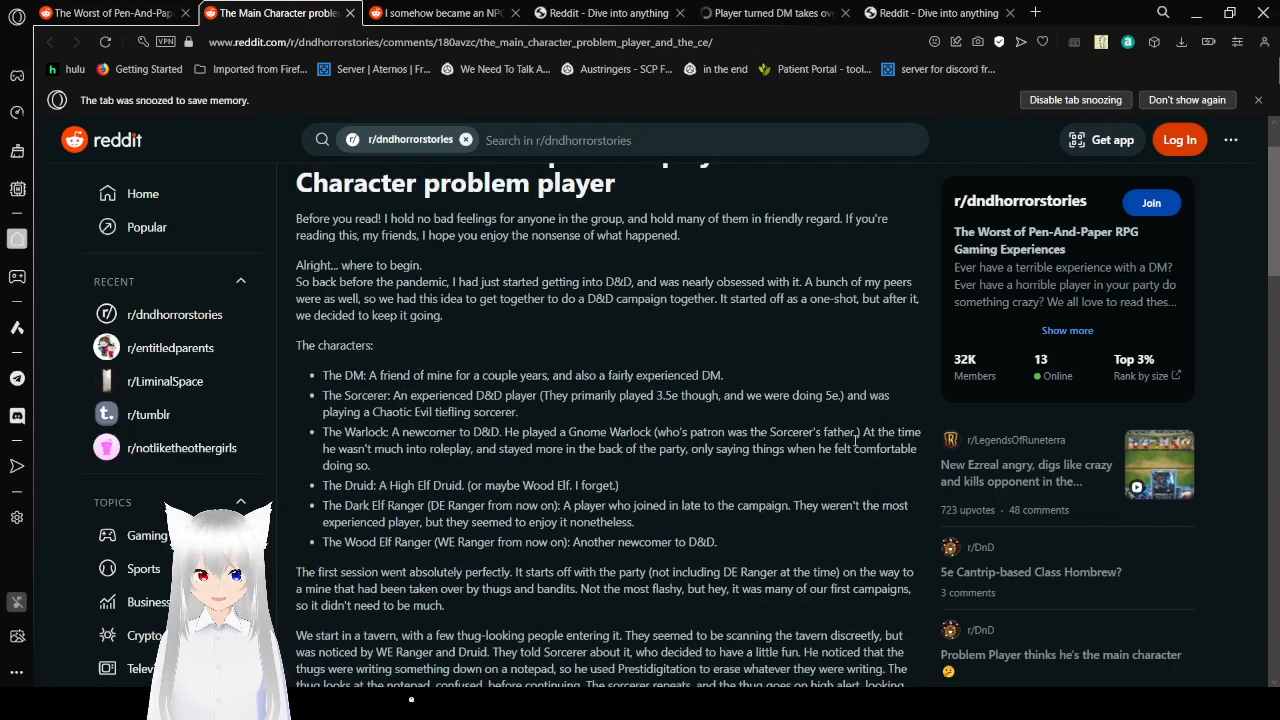 The Worst of Pen-And-Pap
The Main Character proble
I somehow became an NPC
Reddit - Dive into anything
Player turned DM takes ov
Reddit - Dive into anything
VPN
www.reddit.com/r/dndhorrorstories/comments/180avzc/the_main_character_problem_player_and_the_ce/
hulu
Getting Started
Imported from Firef...
Server | Aternos | Fr...
We Need To Talk A...
Austringers - SCP F...
in the end
Patient Portal - tool...
server for discord fr...
The tab was snoozed to save memory.
Disable tab snoozing
Don't show again
reddit
r/dndhorrorstories
Search in r/dndhorrorstories
Get app
Log In
Home
Popular
RECENT
r/dndhorrorstories
r/entitledparents
r/LiminalSpace
r/tumblr
r/notliketheothergirls
TOPICS
Gaming
Sports
Business
Crypto
Televi
Character problem player
Before you read! I hold no bad feelings for anyone in the group, and hold many of them in friendly regard. If you're
reading this, my friends, I hope you enjoy the nonsense of what happened.
Alright... where to begin.
So back before the pandemic, I had just started getting into D&D, and was nearly obsessed with it. A bunch of my peers
were as well, so we had this idea to get together to do a D&D campaign together. It started off as a one-shot, but after it,
we decided to keep it going.
The characters:
• The DM: A friend of mine for a couple years, and also a fairly experienced DM.
• The Sorcerer: An experienced D&D player (They primarily played 3.5e though, and we were doing 5e.) and was
playing a Chaotic Evil tiefling sorcerer.
• The Warlock: A newcomer to D&D. He played a Gnome Warlock (who's patron was the Sorcerer's father.) At the time
he wasn't much into roleplay, and stayed more in the back of the party, only saying things when he felt comfortable
doing so.
• The Druid: A High Elf Druid. (or maybe Wood Elf. I forget.)
• The Dark Elf Ranger (DE Ranger from now on): A player who joined in late to the campaign. They weren't the most
experienced player, but they seemed to enjoy it nonetheless.
• The Wood Elf Ranger (WE Ranger from now on): Another newcomer to D&D.
The first session went absolutely perfectly. It starts off with the party (not including DE Ranger at the time) on the way to
a mine that had been taken over by thugs and bandits. Not the most flashy, but hey, it was many of our first campaigns,
so it didn't need to be much.
We start in a tavern, with a few thug-looking people entering it. They seemed to be scanning the tavern discreetly, but
was noticed by WE Ranger and Druid. They told Sorcerer about it, who decided to have a little fun. He noticed that the
thugs were writing something down on a notepad, so he used Prestidigitation to erase whatever they were writing. The
thug looks at the notepad, confused, before continuing. The sorcerer repeats, and the thug goes on high alert, looking
r/dndhorrorstories
Join
The Worst of Pen-And-Paper RPG
Gaming Experiences
Ever have a terrible experience with a DM?
Ever have a horrible player in your party do
something crazy? We all love to read thes...
Show more
32K
Members
13
Online
Top 3%
Rank by size
r/LegendsOfRuneterra
New Ezreal angry, digs like crazy
and kills opponent in the...
723 upvotes · 48 comments
r/DnD
5e Cantrip-based Class Hombrew?
3 comments
r/DnD
Problem Player thinks he's the main character